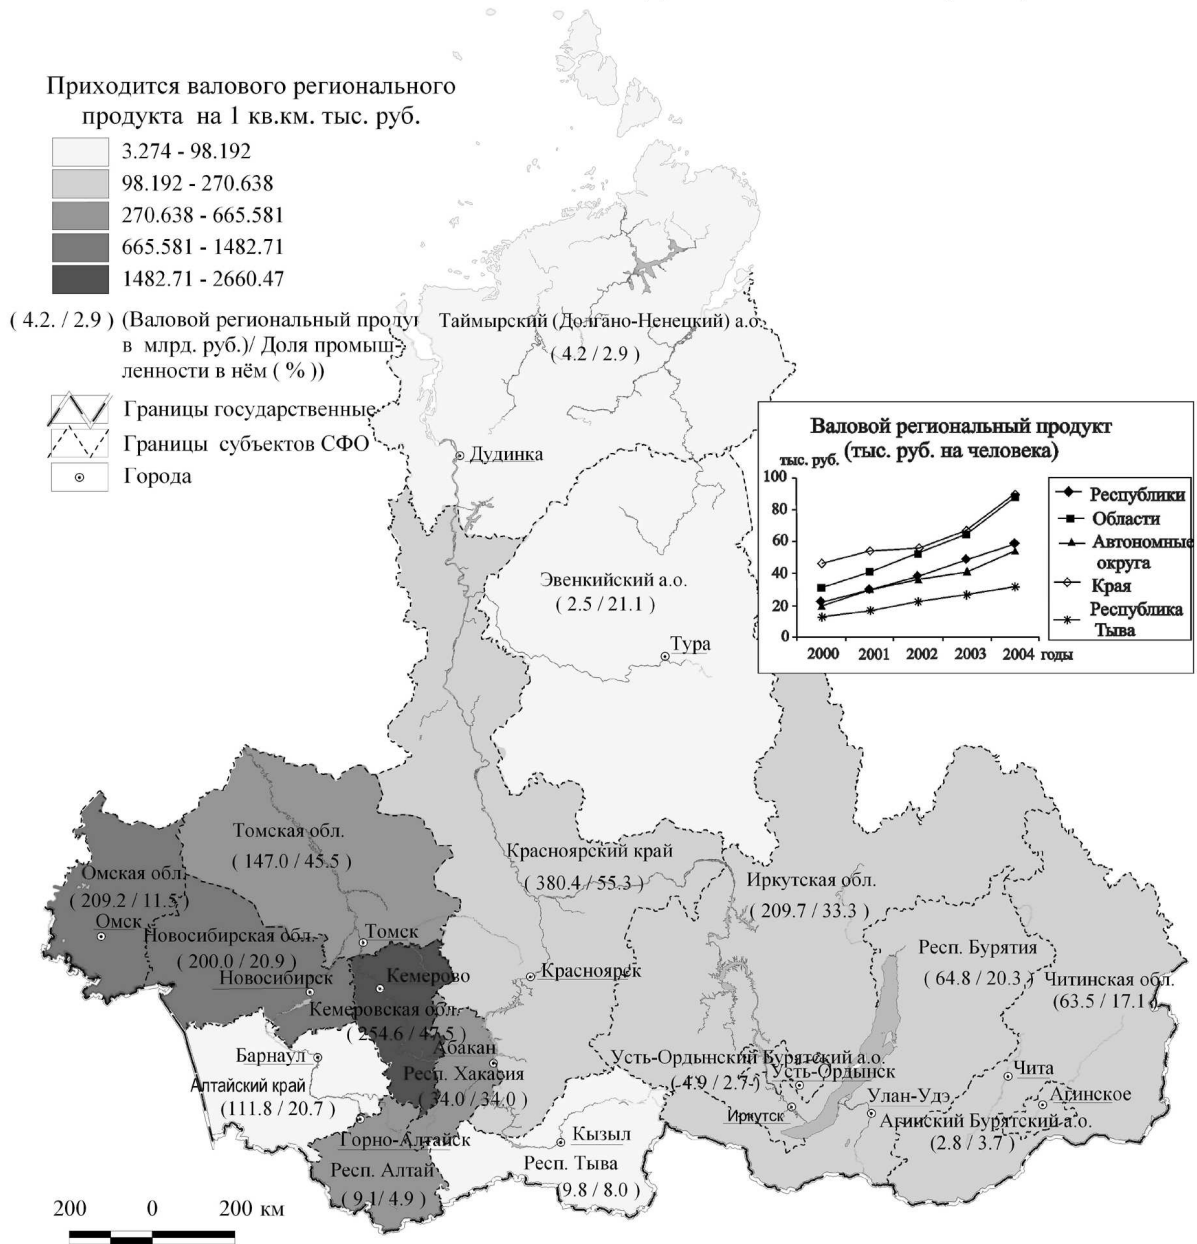 Приходится валового регионального
продукта на 1 кв.км. тыс. руб.
3.274 - 98.192
98.192 - 270.638
270.638 - 665.581
665.581 - 1482.71
1482.71 - 2660.47
( 4.2. / 2.9 ) (Валовой региональный проду
в млрд. руб.)/ Доля промыш-
ленности в нём ( % ))
Границы государственные
Границы субъектов СФО
Города
Таймырский (Долгано-Ненецкий) а.о.
( 4.2 / 2.9 )
Дудинка
Эвенкийский а.о.
( 2.5 / 21.1 )
Тура
Валовой региональный продукт
(тыс. руб. на человека)
тыс. руб.
100
80
60
40
20
0
2000 2001 2002 2003 2004 годы
Республики
Области
Автономные
округа
Края
Республика
Тыва
Томская обл.
( 147.0 / 45.5 )
Омская обл.
( 209.2 / 11.5 )
Омск
Новосибирская обл.
( 200.0 / 20.9 )
Новосибирск
Томск
Кемерово
Кемеровская обл.
( 254.6 / 47.5 )
Красноярский край
( 380.4 / 55.3 )
Красноярск
Иркутская обл.
( 209.7 / 33.3 )
Респ. Бурятия
( 64.8 / 20.3 )
Читинская обл.
(63.5 / 17.1 )
Барнаул
Алтайский край
(111.8 / 20.7 )
Абакан
Респ. Хакасия
( 34.0 / 34.0 )
Усть-Ордынский Бурятский а.о.
( 4.9 / 2.7 )
Усть-Ордынск
Иркутск
Улан-Удэ
Чита
Агинское
Агинский Бурятский а.о.
( 2.8 / 3.7 )
Горно-Алтайск
Респ. Алтай
( 9.1/ 4.9 )
Кызыл
Респ. Тыва
( 9.8 / 8.0 )
200 0 200 км